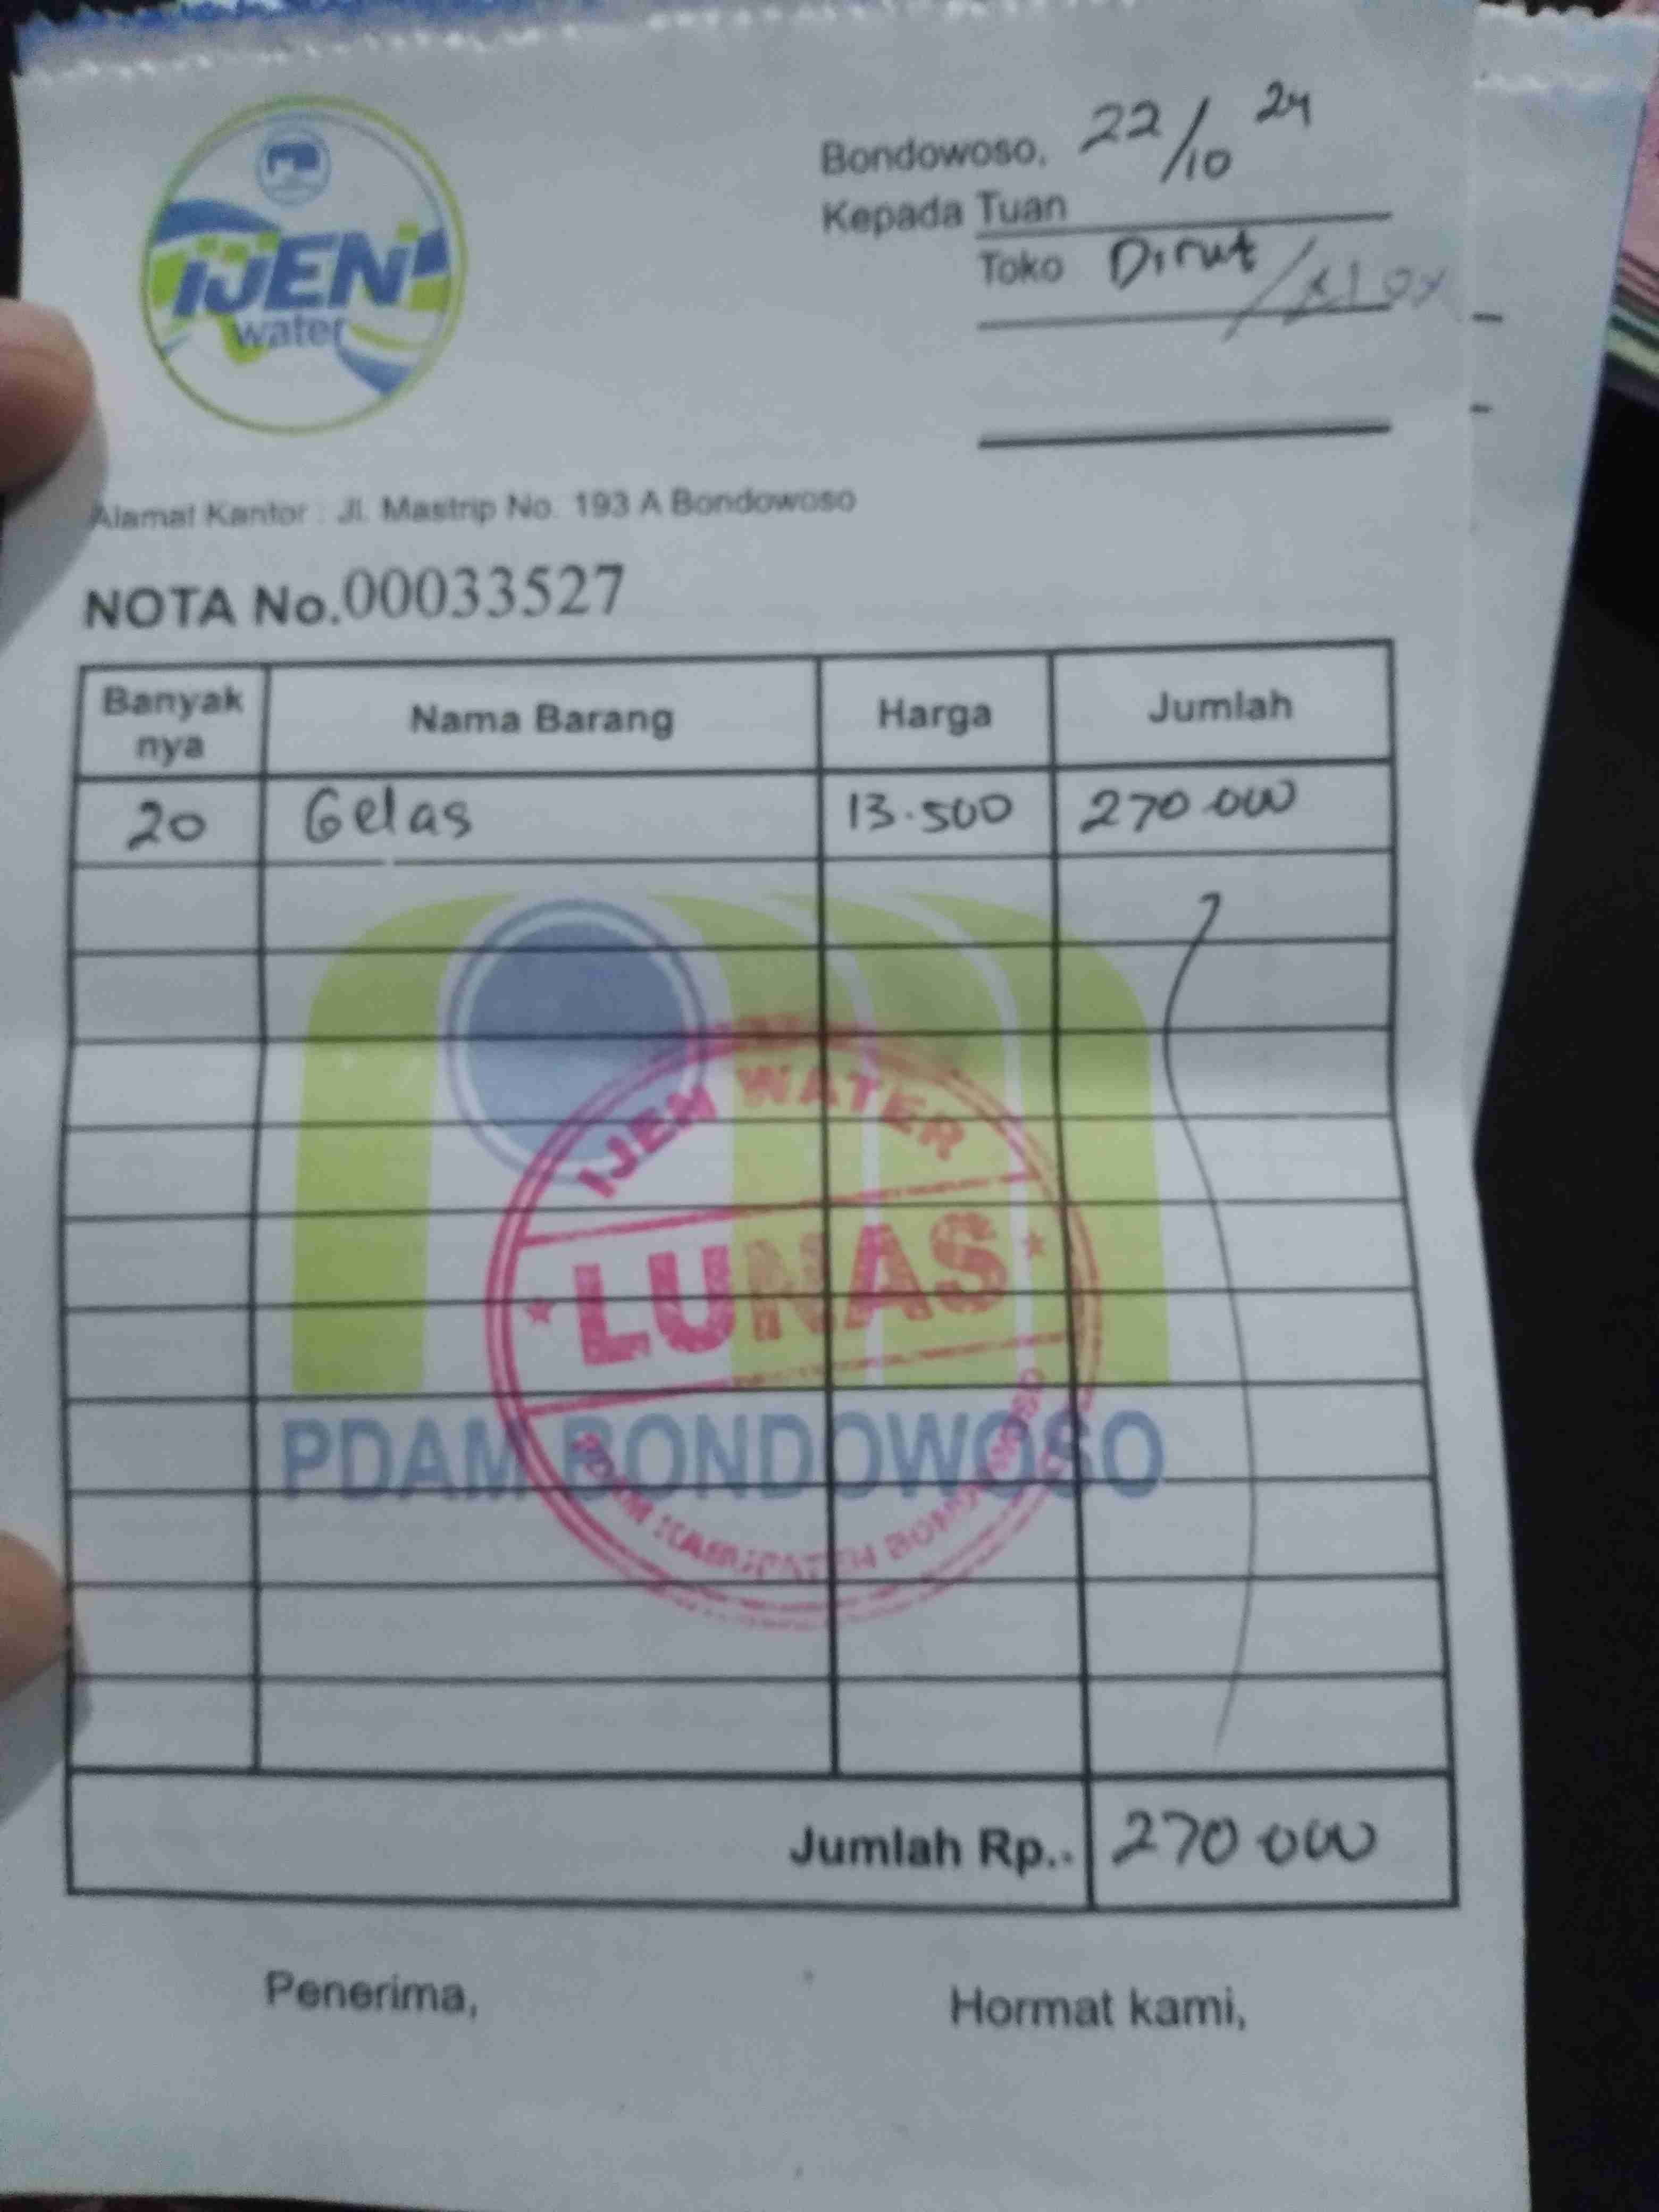 IJEN
water
Bondowoso, 22/10 24
Kepada Tuan
Toko Dirut /
Alamat Kantor : Jl. Mastrip No. 193 A Bondowoso
NOTA No.00033527
Banyak nya Nama Barang Harga Jumlah
20 Gelas 13.500 270.000
IJEN WATER
LUNAS
PDAM BONDOWOSO
PDAM KABUPATEN BONDOWOSO
Jumlah Rp.. 270.000
Penerima, Hormat kami,